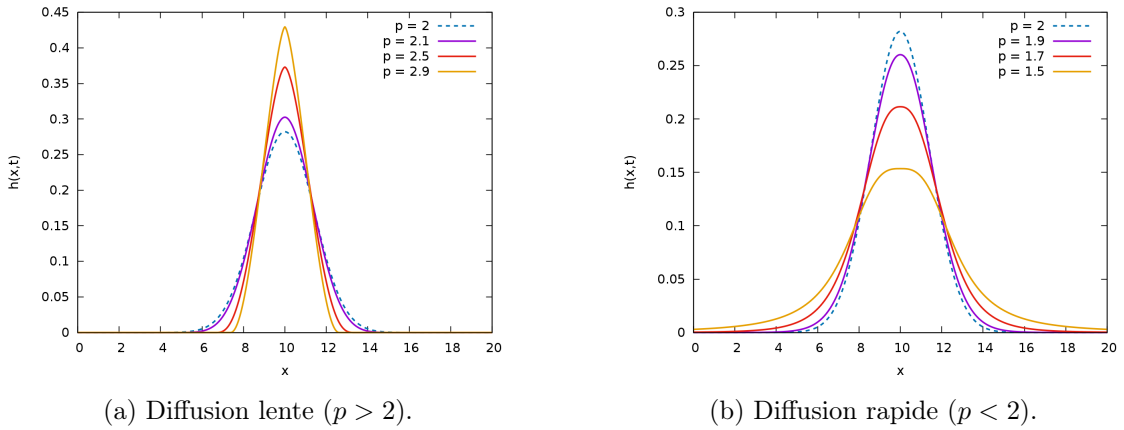 0.45
0.4
0.35
0.3
0.25
0.2
0.15
0.1
0.05
0
h(x,t)
p = 2
p = 2.1
p = 2.5
p = 2.9
0 2 4 6 8 10 12 14 16 18 20
x
(a) Diffusion lente (p > 2).
0.3
0.25
0.2
0.15
0.1
0.05
0
h(x,t)
p = 2
p = 1.9
p = 1.7
p = 1.5
0 2 4 6 8 10 12 14 16 18 20
x
(b) Diffusion rapide (p < 2).